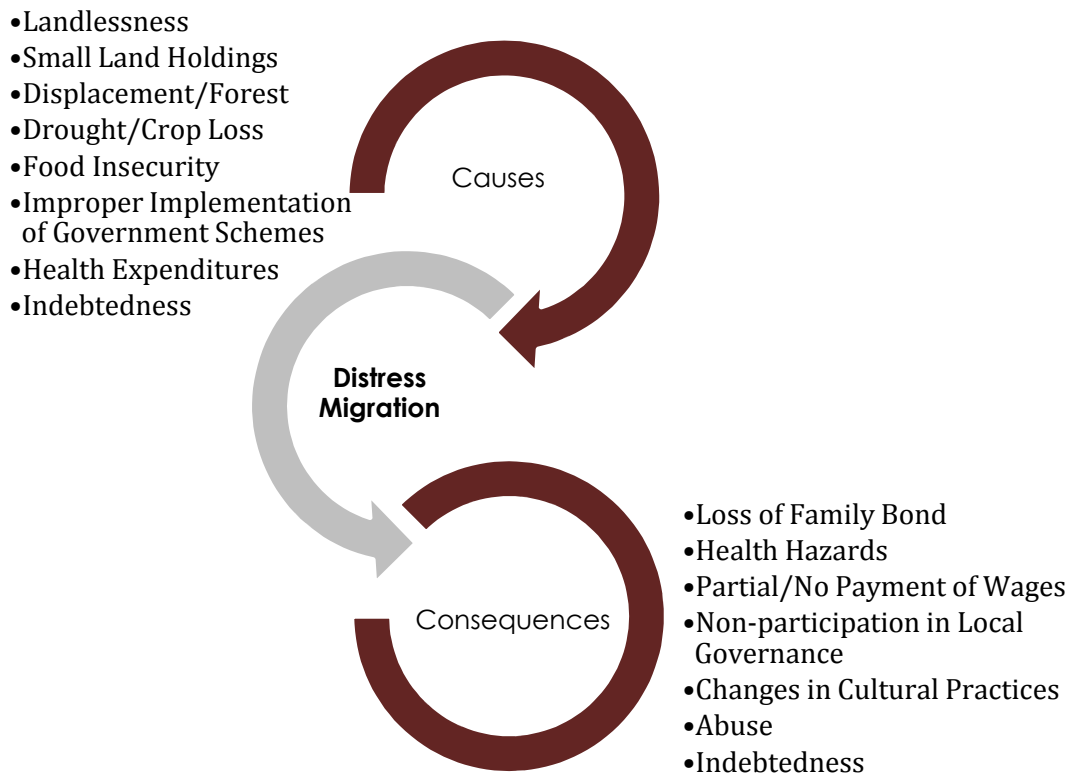 •Landlessness
•Small Land Holdings
•Displacement/Forest
•Drought/Crop Loss
•Food Insecurity
•Improper Implementation
of Government Schemes
•Health Expenditures
•Indebtedness
Causes
Distress
Migration
Consequences
•Loss of Family Bond
•Health Hazards
•Partial/No Payment of Wages
•Non-participation in Local
Governance
•Changes in Cultural Practices
•Abuse
•Indebtedness